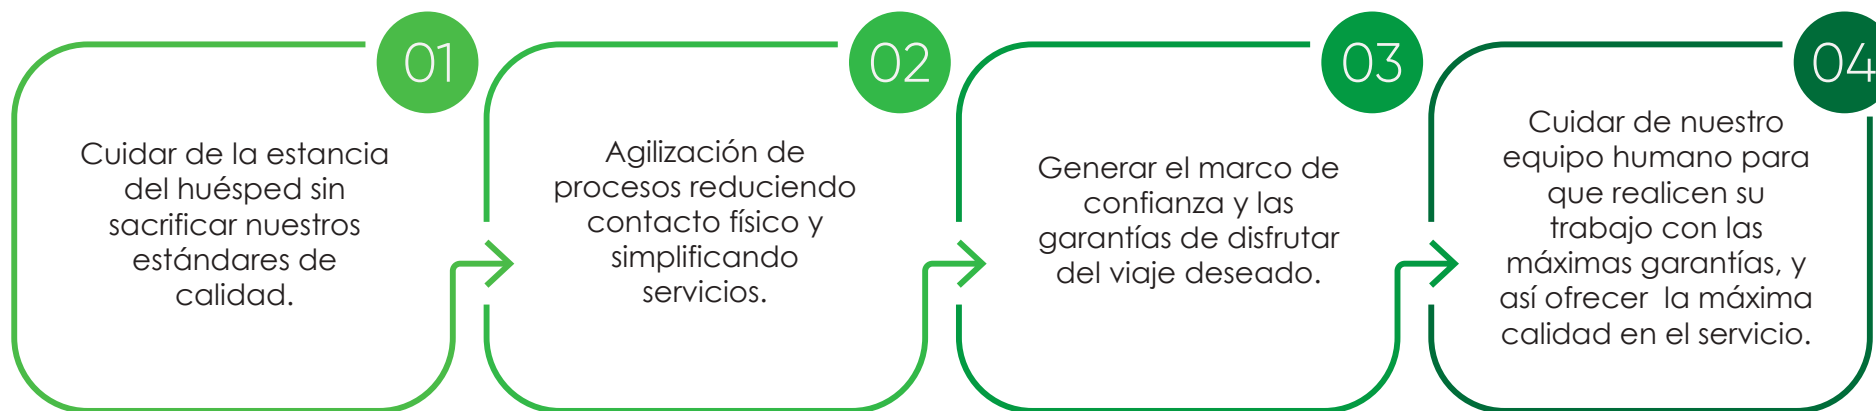 01
Cuidar de la estancia
del huésped sin
sacrificar nuestros
estándares de
calidad.
02
Agilización de
procesos reduciendo
contacto físico y
simplificando
servicios.
03
Generar el marco de
confianza y las
garantías de disfrutar
del viaje deseado.
04
Cuidar de nuestro
equipo humano para
que realicen su
trabajo con las
máximas garantías, y
así ofrecer  la máxima
calidad en el servicio.